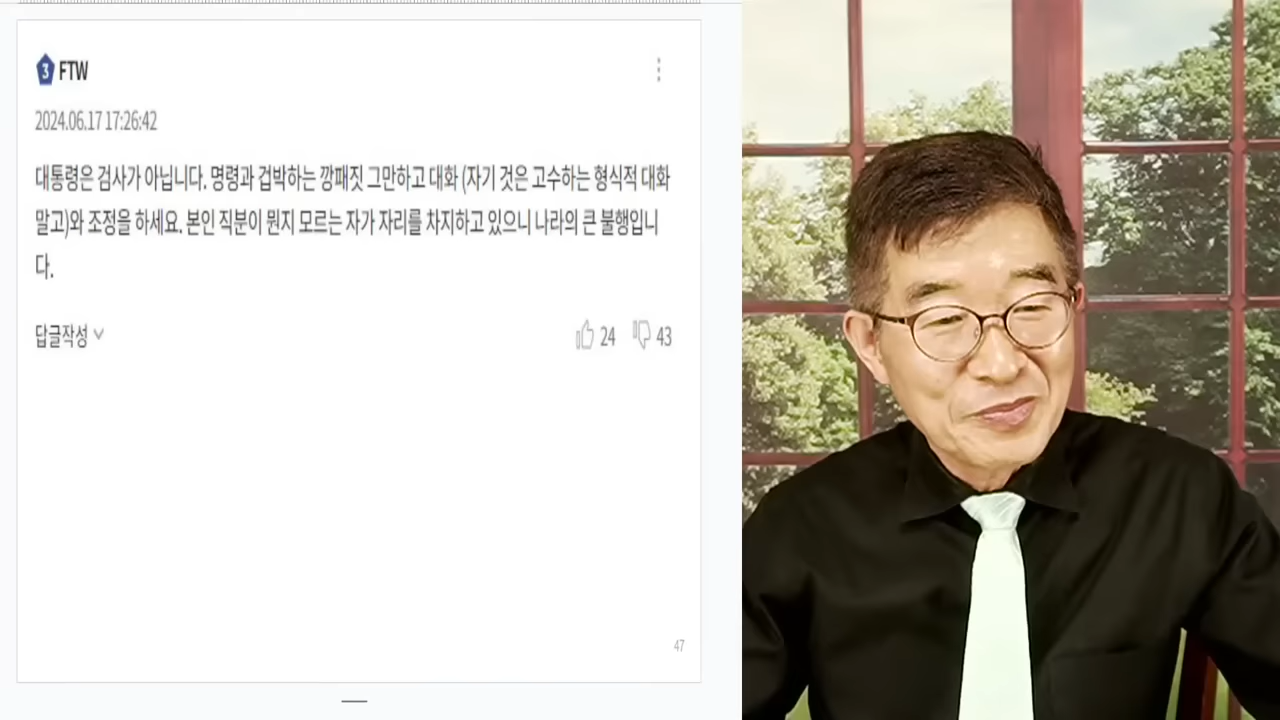 3 FTW
2024.06.17 17:26:42
대통령은 검사가 아닙니다. 명령과 겁박하는 깡패짓 그만하고 대화 (자기 것은 고수하는 형식적 대화
말고)와 조정을 하세요. 본인 직분이 뭔지 모르는 자가 자리를 차지하고 있으니 나라의 큰 불행입니
다.
답글작성
24 43
47